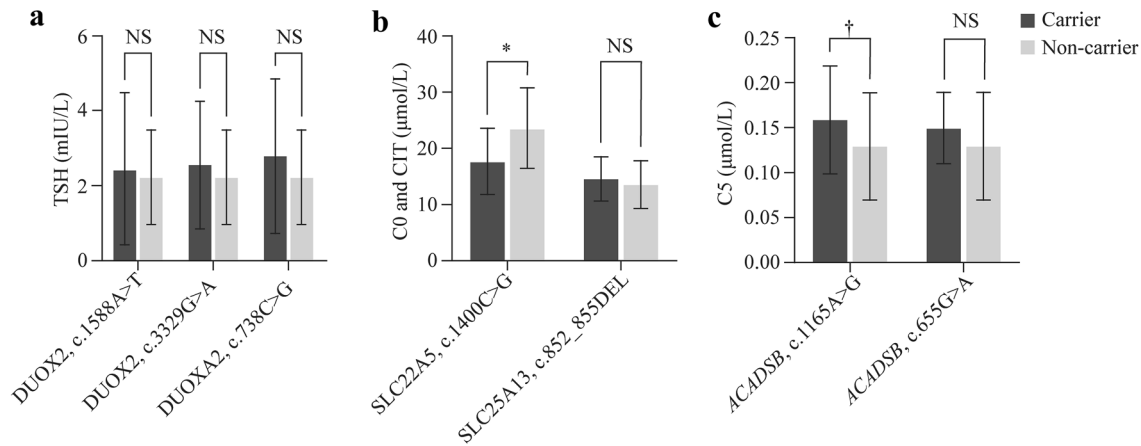 a
NS
NS
NS
TSH (mIU/L)
6
4
2
0
DUOX2, c.1588A>T
DUOX2, c.3329G>A
DUOXA2, c.738C>G
b
*
NS
C0 and CIT (μmol/L)
40
30
20
10
0
SLC22A5, c.1400C>G
SLC25A13, c.852_855DEL
c
†
NS
C5 (μmol/L)
0.25
0.20
0.15
0.10
0.05
0.00
ACADSB, c.1165A>G
ACADSB, c.655G>A
Carrier
Non-carrier